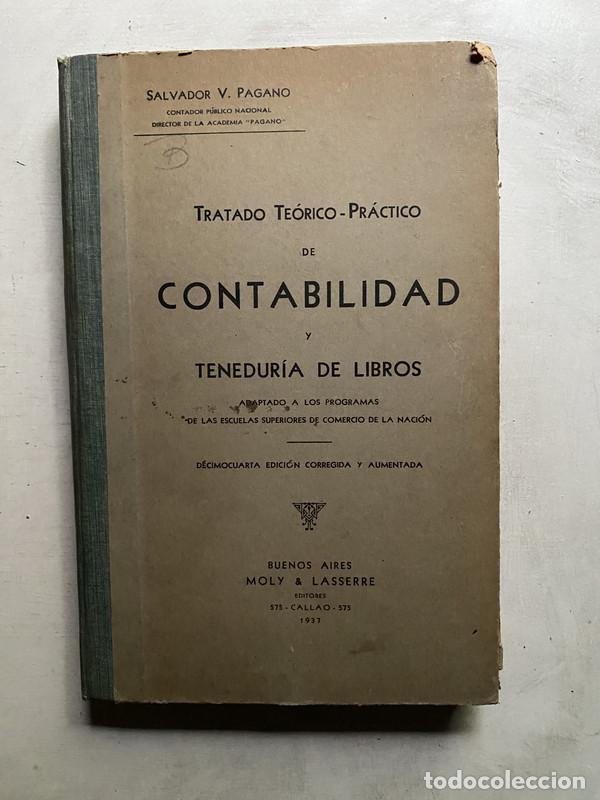 SALVADOR V. PAGANO
CONTADOR PÚBLICO NACIONAL
DIRECTOR DE LA ACADEMIA "PAGANO"
TRATADO TEÓRICO-PRÁCTICO
DE
CONTABILIDAD
Y
TENEDURÍA DE LIBROS
ADAPTADO A LOS PROGRAMAS
DE LAS ESCUELAS SUPERIORES DE COMERCIO DE LA NACIÓN
DÉCIMOCUARTA EDICIÓN CORREGIDA Y AUMENTADA
BUENOS AIRES
MOLY & LASSERRE
EDITORES
575 - CALLAO - 575
1937
todocoleccion